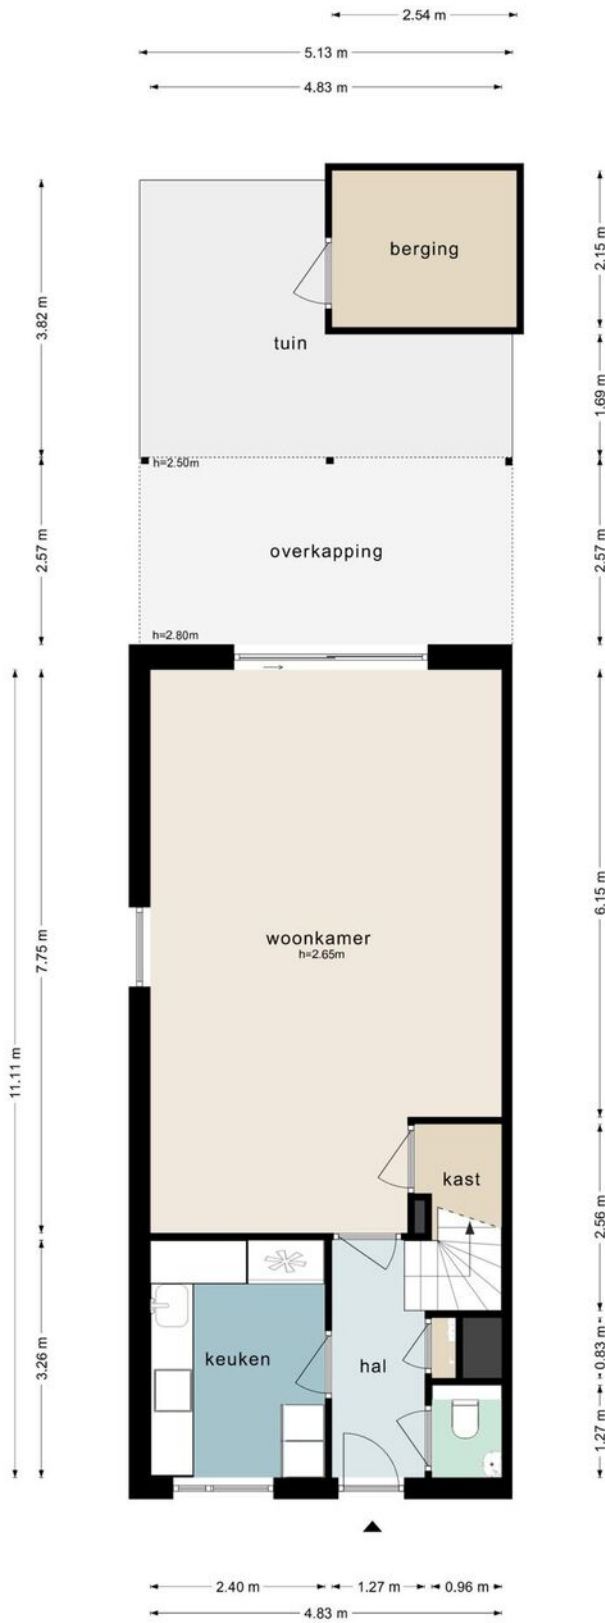 2.54 m
5.13 m
4.83 m
berging
2.15 m
3.82 m
tuin
1.69 m
h=2.50m
2.57 m
overkapping
2.57 m
h=2.80m
6.15 m
woonkamer
h=2.65m
7.75 m
11.11 m
kast
2.56 m
keuken
hal
3.26 m
0.83 m
1.27 m
2.40 m
1.27 m
0.96 m
4.83 m